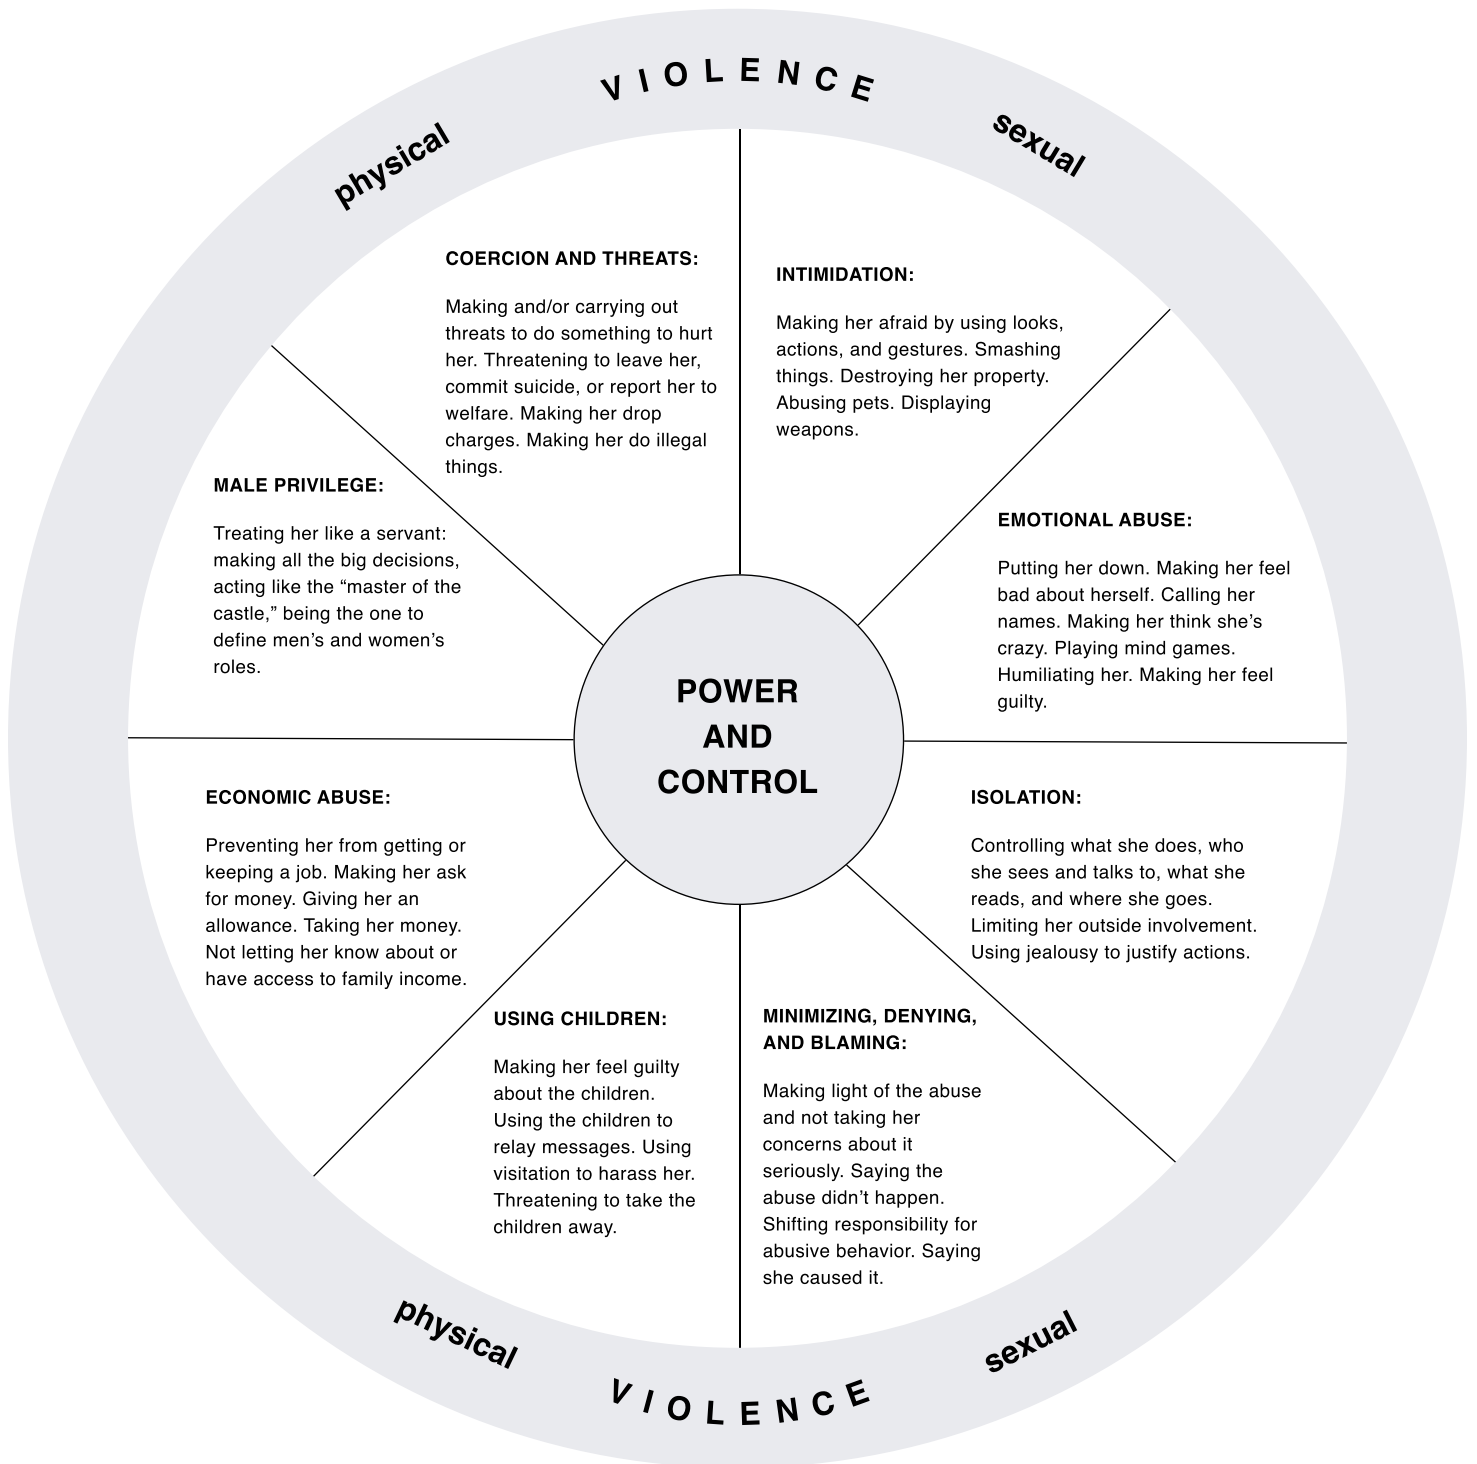 VIOLENCE
physical
sexual
COERCION AND THREATS:
Making and/or carrying out
threats to do something to hurt
her. Threatening to leave her,
commit suicide, or report her to
welfare. Making her drop
charges. Making her do illegal
things.
INTIMIDATION:
Making her afraid by using looks,
actions, and gestures. Smashing
things. Destroying her property.
Abusing pets. Displaying
weapons.
MALE PRIVILEGE:
Treating her like a servant:
making all the big decisions,
acting like the “master of the
castle,” being the one to
define men’s and women’s
roles.
EMOTIONAL ABUSE:
Putting her down. Making her feel
bad about herself. Calling her
names. Making her think she’s
crazy. Playing mind games.
Humiliating her. Making her feel
guilty.
POWER
AND
CONTROL
ECONOMIC ABUSE:
Preventing her from getting or
keeping a job. Making her ask
for money. Giving her an
allowance. Taking her money.
Not letting her know about or
have access to family income.
ISOLATION:
Controlling what she does, who
she sees and talks to, what she
reads, and where she goes.
Limiting her outside involvement.
Using jealousy to justify actions.
USING CHILDREN:
Making her feel guilty
about the children.
Using the children to
relay messages. Using
visitation to harass her.
Threatening to take the
children away.
MINIMIZING, DENYING,
AND BLAMING:
Making light of the abuse
and not taking her
concerns about it
seriously. Saying the
abuse didn’t happen.
Shifting responsibility for
abusive behavior. Saying
she caused it.
physical
sexual
VIOLENCE